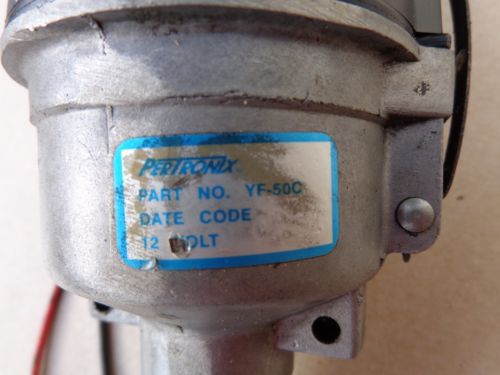 PERTRONIX
PART NO. YF-50C
DATE CODE
12 VOLT